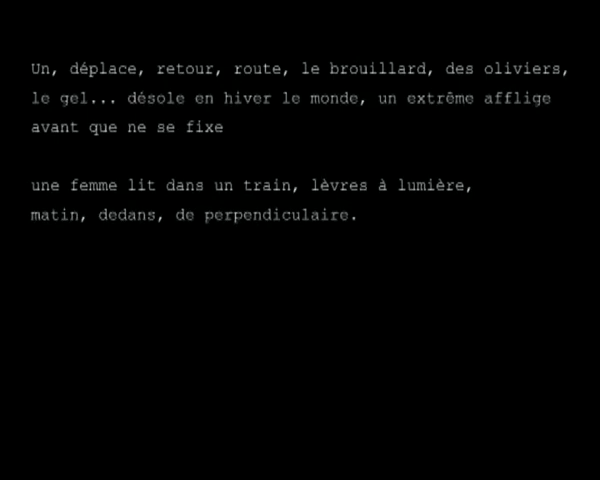 Un, déplace, retour, route, le brouillard, des oliviers,
le gel... désole en hiver le monde, un extrême afflige
avant que ne se fixe
une femme lit dans un train, lèvres à lumière,
matin, dedans, de perpendiculaire.